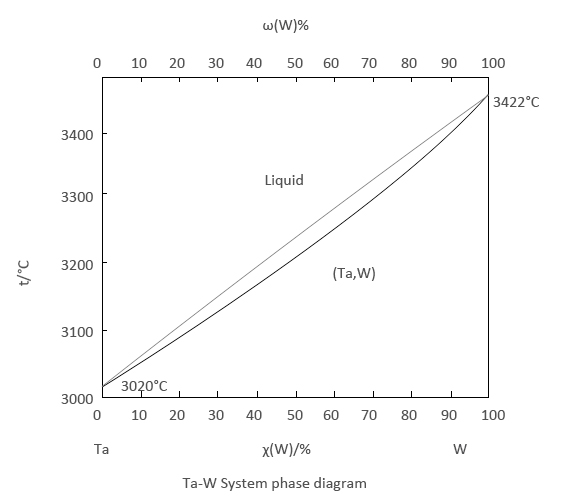 ω(W)%
0 10 20 30 40 50 60 70 80 90 100
3422°C
3400
Liquid
3300
3200
(Ta,W)
t/°C
3100
3020°C
3000
0 10 20 30 40 50 60 70 80 90 100
Ta χ(W)/% W
Ta-W System phase diagram